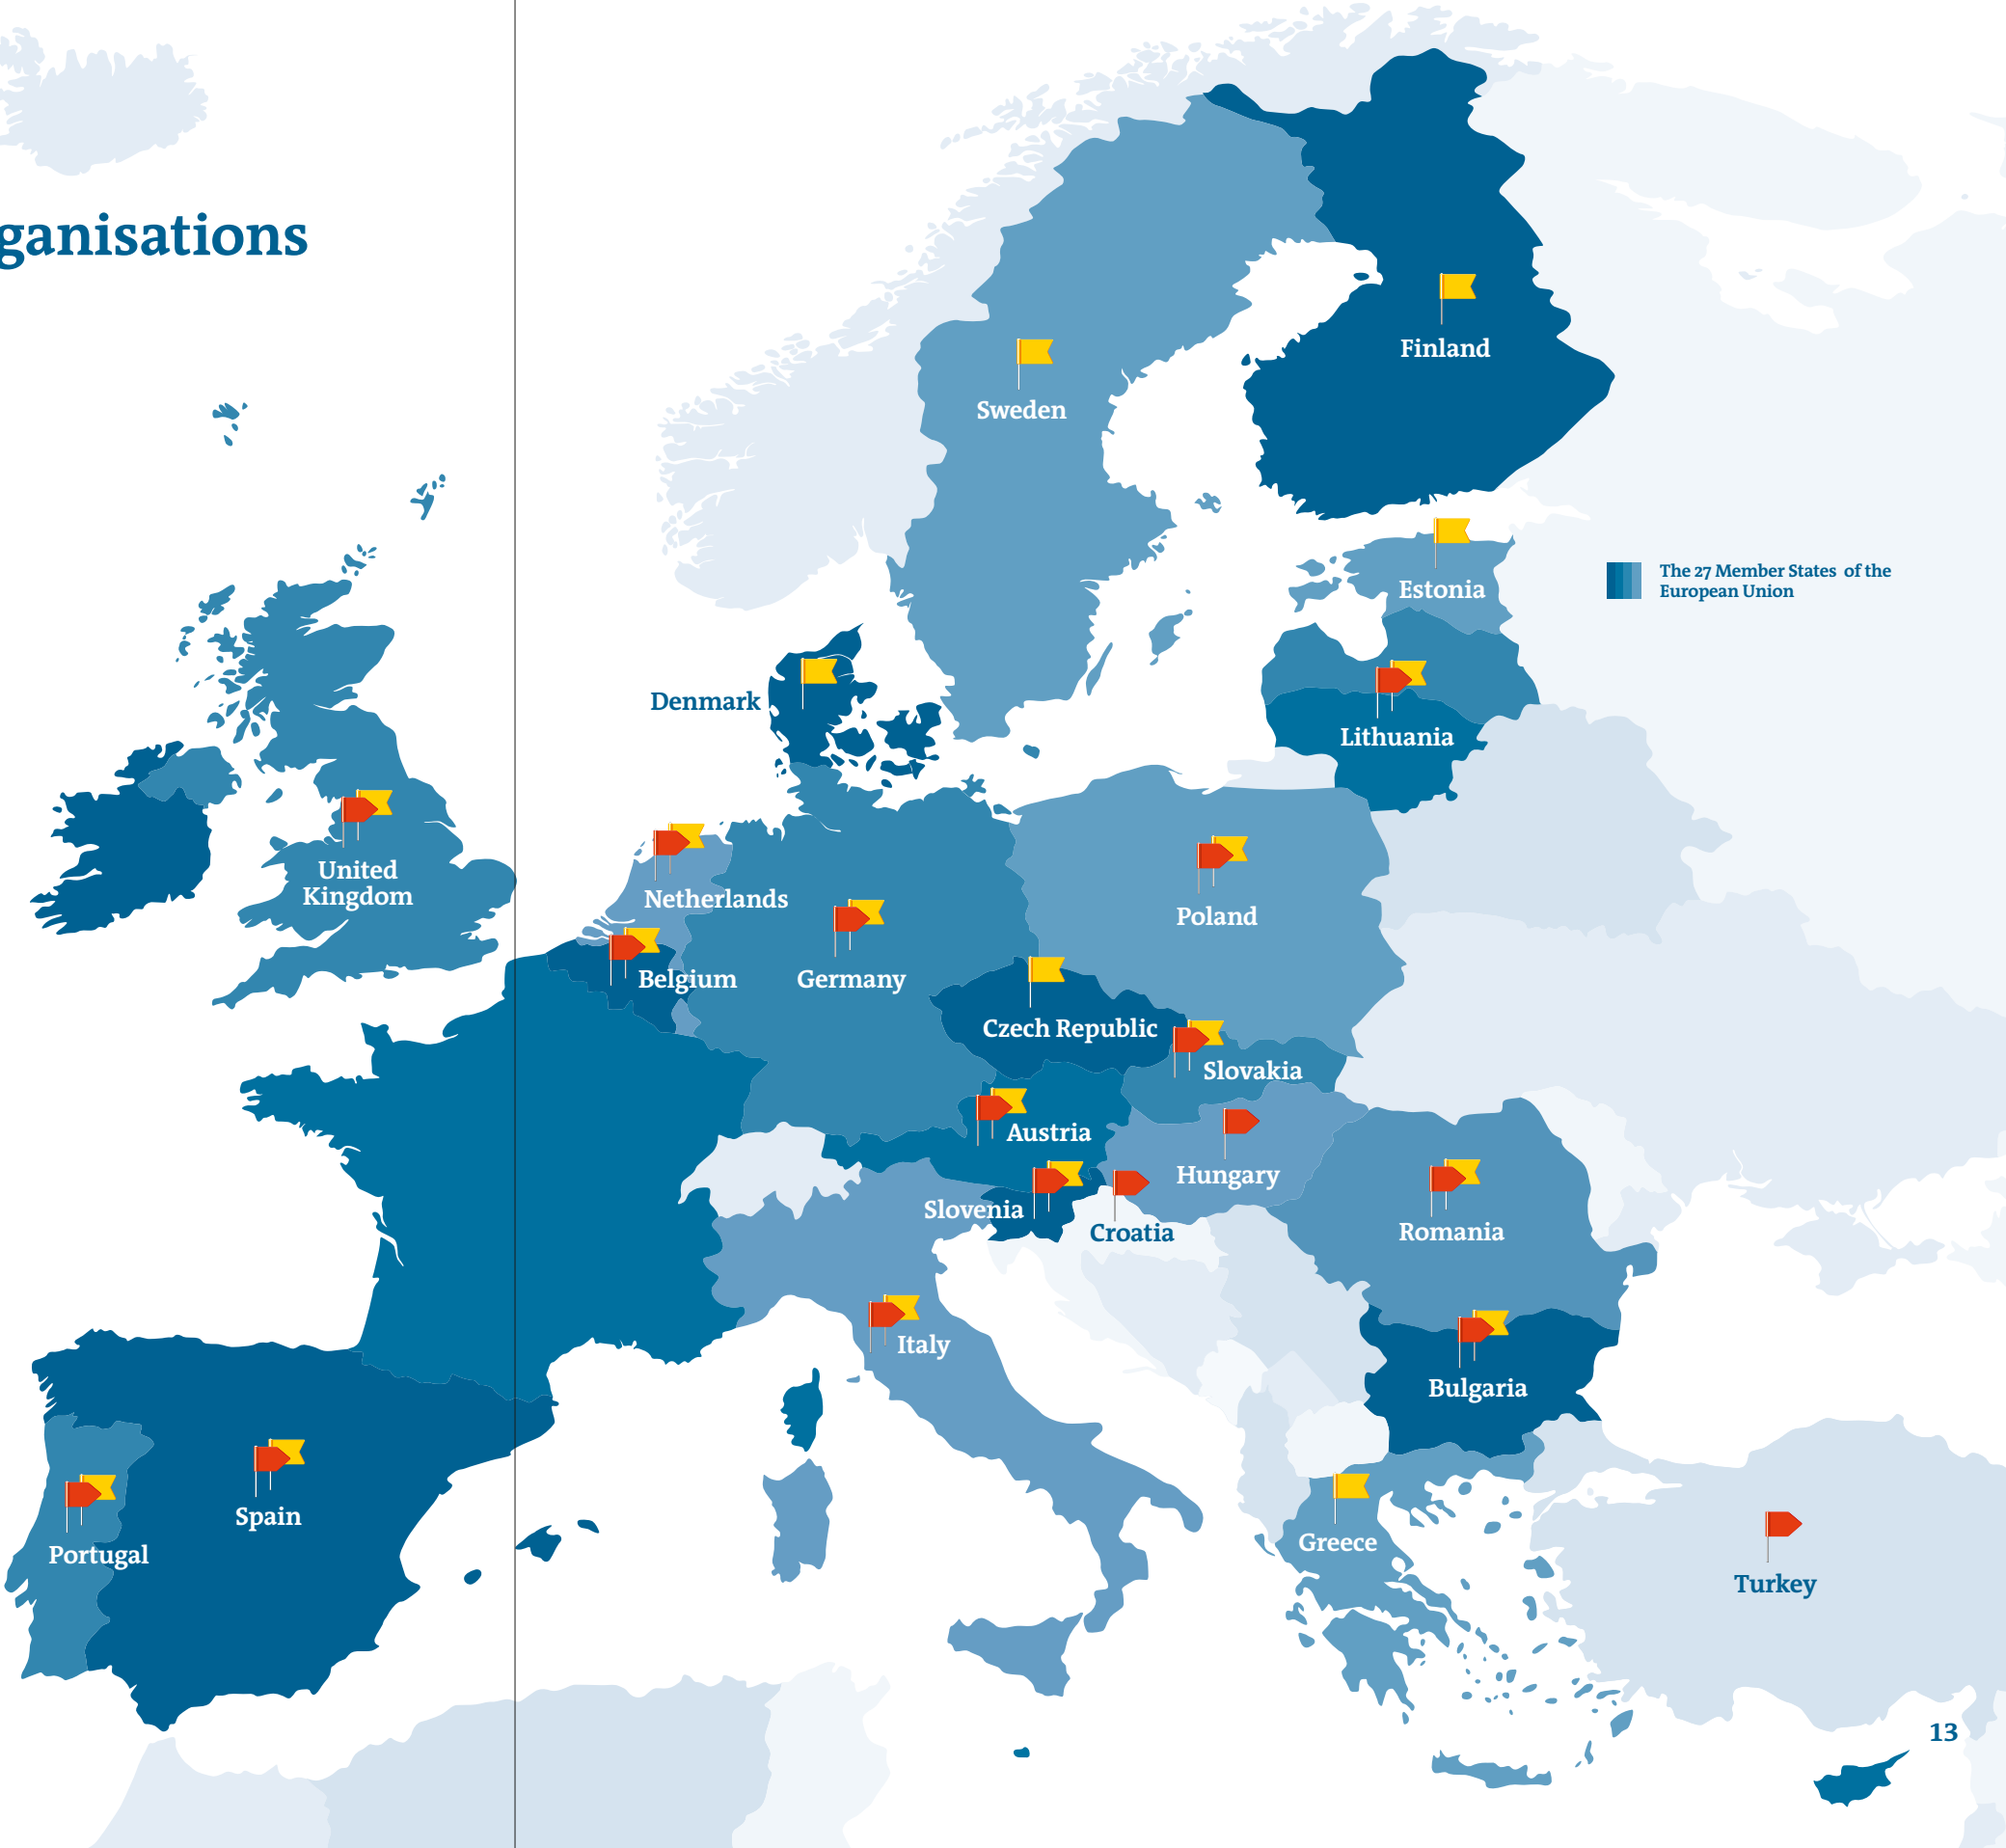 ganisations
Finland
Sweden
Estonia
The 27 Member States of the
European Union
Denmark
Lithuania
United
Kingdom
Netherlands
Poland
Belgium
Germany
Czech Republic
Slovakia
Austria
Hungary
Slovenia
Croatia
Romania
Italy
Bulgaria
Spain
Greece
Portugal
Turkey
13